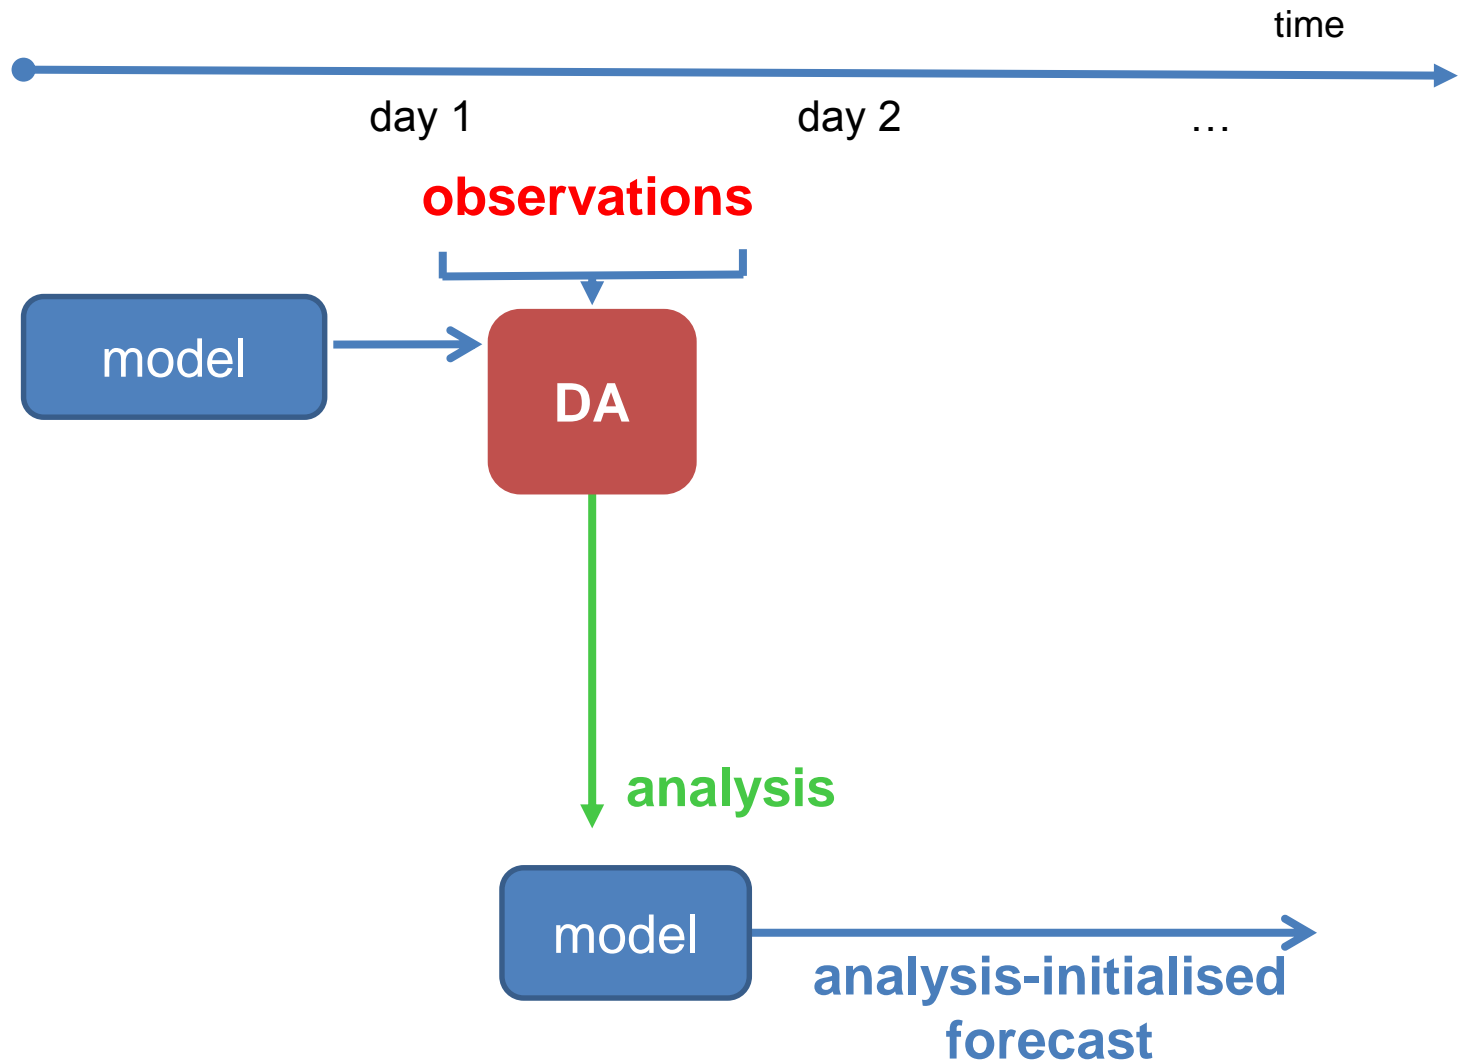 time
day 1 day 2 …
observations
model
DA
analysis
model
analysis-initialised
forecast